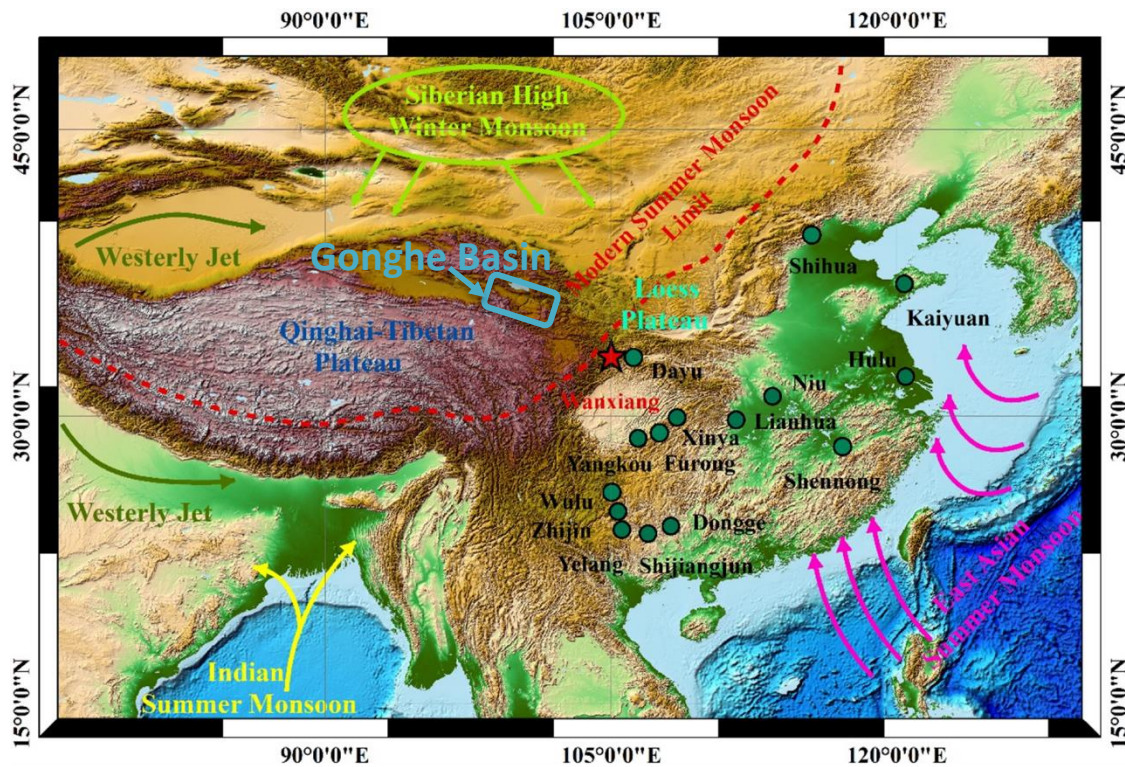 90°0'0"E
105°0'0"E
120°0'0"E
45°0'0"N
45°0'0"N
Siberian High
Winter Monsoon
Modern Summer Monsoon
Limit
Westerly Jet
Gonghe Basin
Shihua
Loess
Plateau
Kaiyuan
Qinghai-Tibetan
Plateau
Dayu
Hulu
Niu
Wanxiang
30°0'0"N
30°0'0"N
Lianhua
Xinya
Yangkou
Furong
Shennong
Westerly Jet
Wulu
Zhijin
Dongge
Yelang
Shijiangjun
East Asian
Summer Monsoon
Indian
Summer Monsoon
15°0'0"N
15°0'0"N
90°0'0"E
105°0'0"E
120°0'0"E